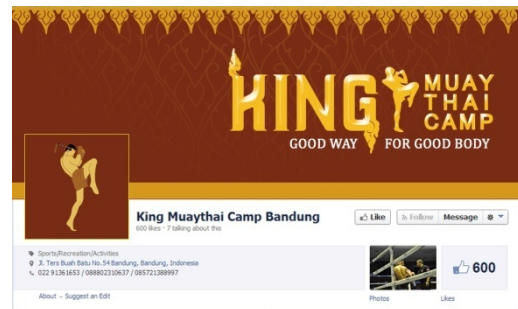 KING MUAY
THAI
CAMP
GOOD WAY FOR GOOD BODY
King Muaythai Camp Bandung
600 likes · 7 talking about this
Like
Follow
Message
Sports/Recreation/Activities
Jl. Ters Buah Batu No.54 Bandung, Bandung, Indonesia
022 91361653 / 088802310637 / 085721388997
600
About - Suggest an Edit
Photos
Likes